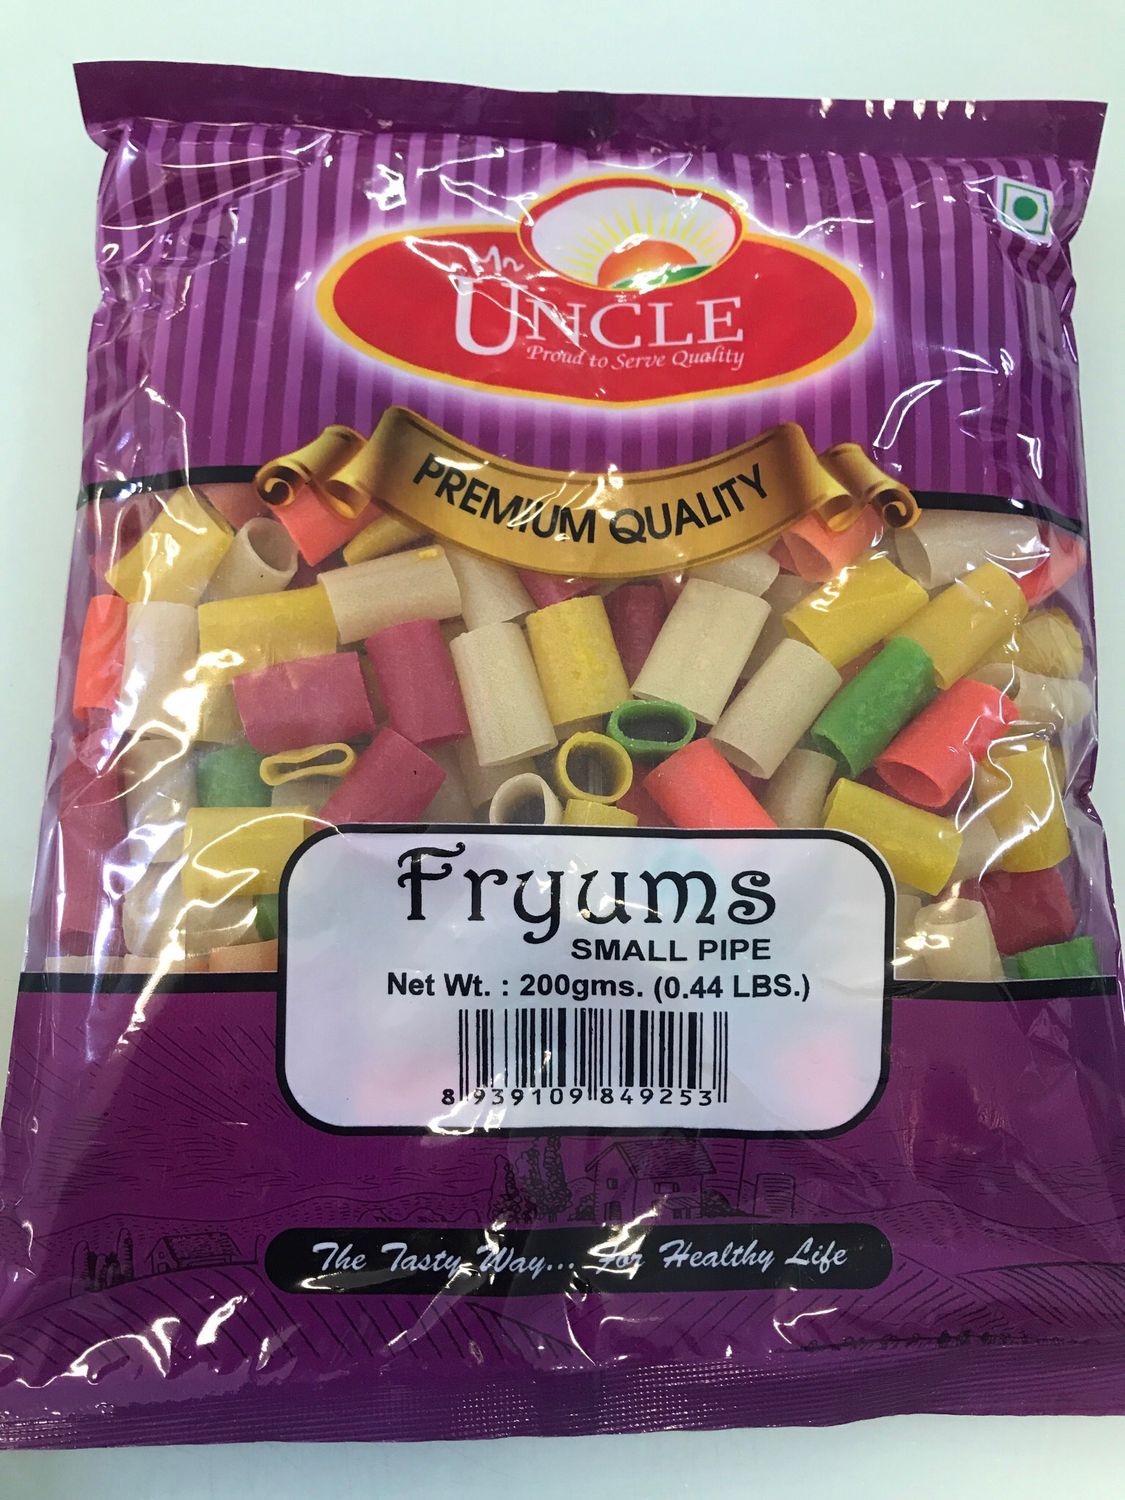 Mr
UNCLE
Proud to Serve Quality
PREMIUM QUALITY
Fryums
SMALL PIPE
Net Wt. : 200gms. (0.44 LBS.)
8 939109 849253
The Tasty Way... For Healthy Life